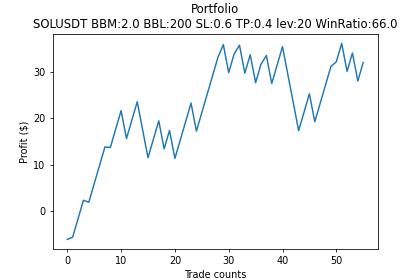 Portfolio
SOLUSDT BBM:2.0 BBL:200 SL:0.6 TP:0.4 lev:20 WinRatio:66.0
30
20
10
0
Profit ($)
0 10 20 30 40 50
Trade counts